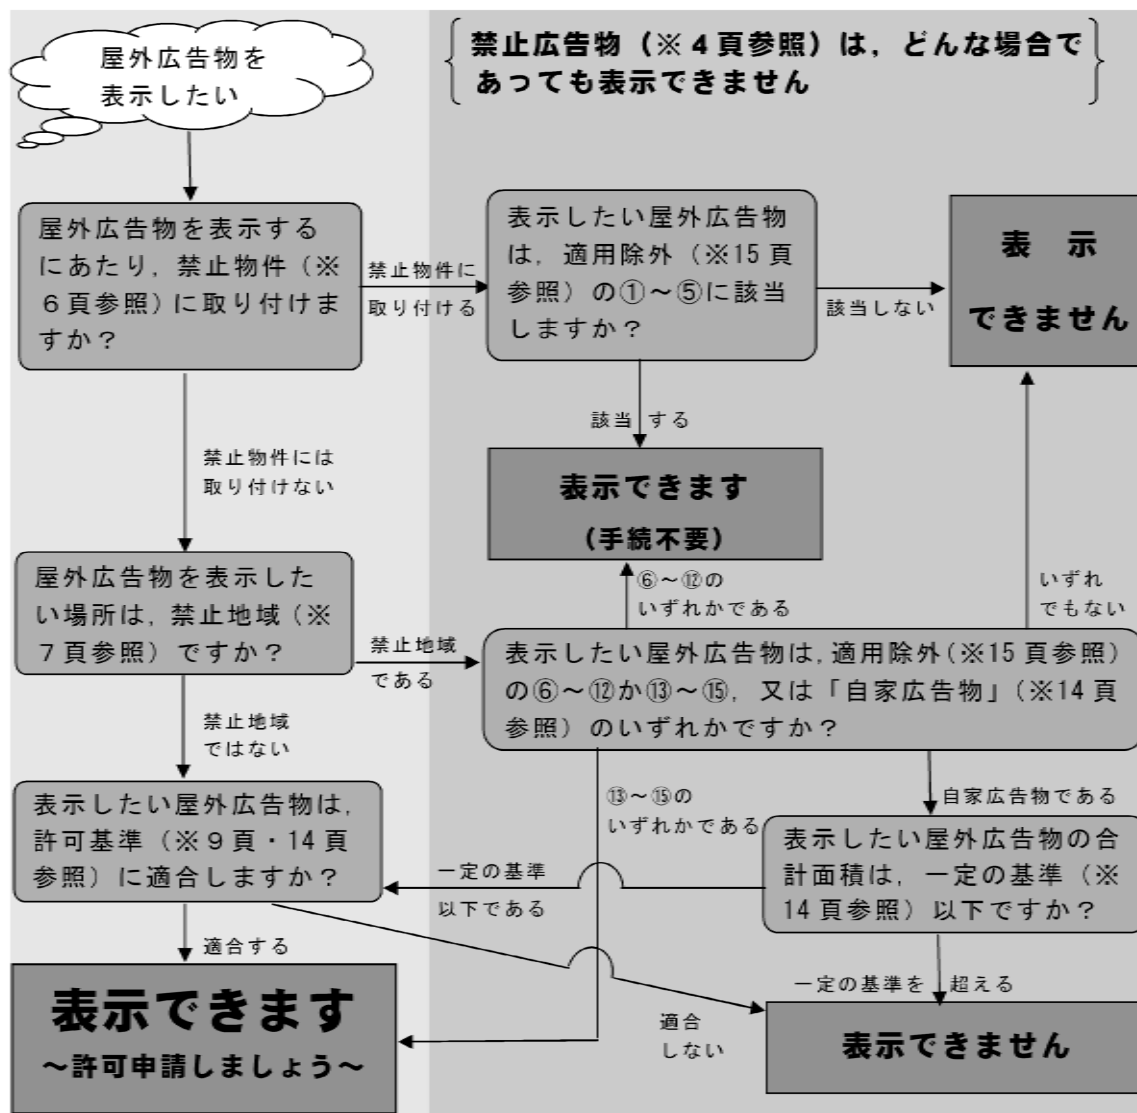 屋外広告物を
表示したい
禁止広告物（※４頁参照）は，どんな場合で
あっても表示できません
屋外広告物を表示する
にあたり，禁止物件（※
６頁参照）に取り付けま
すか？
禁止物件に
取り付ける
表示したい屋外広告物
は，適用除外（※15頁
参照）の①～⑤に該当
しますか？
該当しない
表　示
できません
該当する
表示できます
（手続不要）
禁止物件には
取り付けない
屋外広告物を表示した
い場所は，禁止地域（※
７頁参照）ですか？
禁止地域
である
⑥～⑫の
いずれかである
いずれ
でもない
表示したい屋外広告物は，適用除外（※15頁参照）
の⑥～⑫か⑬～⑮，又は「自家広告物」（※14頁
参照）のいずれかですか？
禁止地域
ではない
⑬～⑮の
いずれかである
自家広告物である
表示したい屋外広告物は，
許可基準（※９頁・14頁
参照）に適合しますか？
一定の基準
以下である
表示したい屋外広告物の合
計面積は，一定の基準（※
14頁参照）以下ですか？
適合する
一定の基準を超える
適合
しない
表示できます
～許可申請しましょう～
表示できません